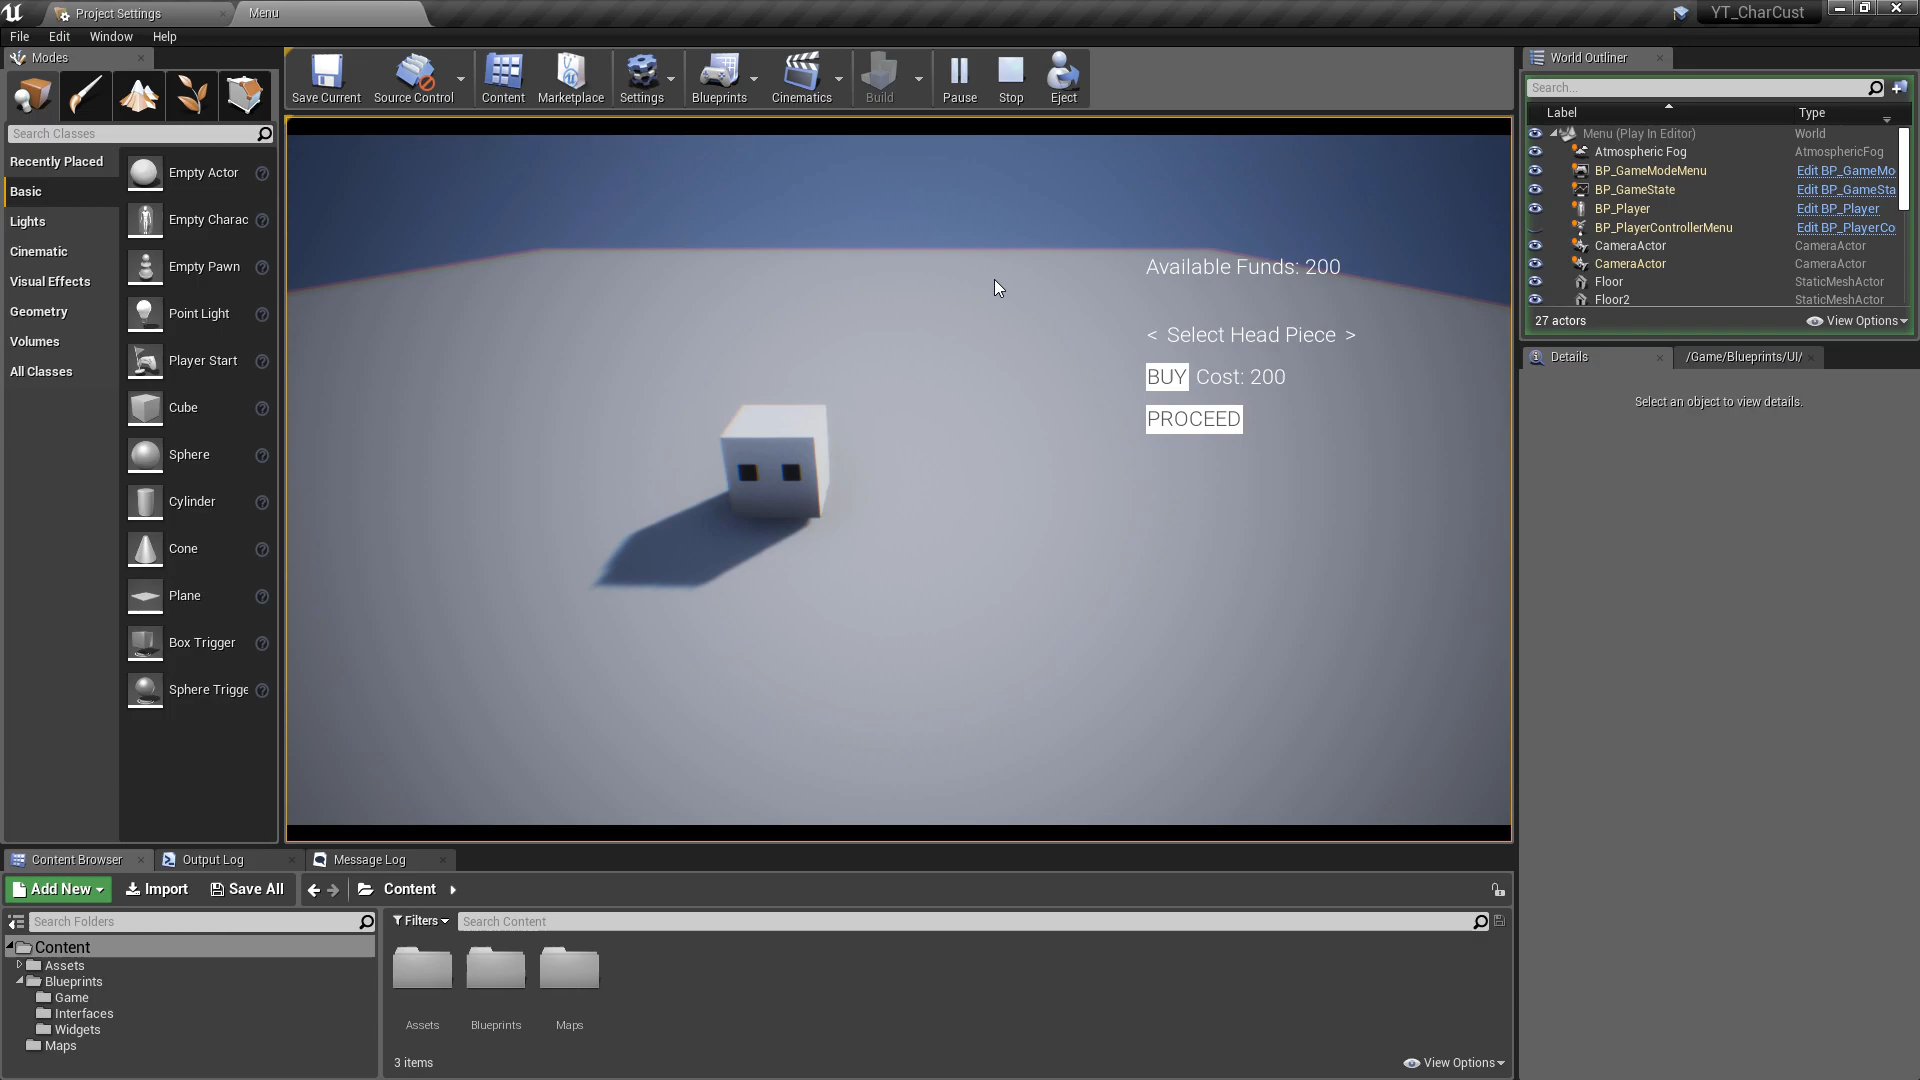 Project Settings
Menu
YT_CharCust
File Edit Window Help
Modes
Search Classes
Recently Placed
Basic
Lights
Cinematic
Visual Effects
Geometry
Volumes
All Classes
Empty Actor
Empty Charac
Empty Pawn
Point Light
Player Start
Cube
Sphere
Cylinder
Cone
Plane
Box Trigger
Sphere Trigge
Save Current
Source Control
Content
Marketplace
Settings
Blueprints
Cinematics
Build
Pause
Stop
Eject
Available Funds: 200
< Select Head Piece >
BUY Cost: 200
PROCEED
World Outliner
Search...
Label Type
Menu (Play In Editor) World
Atmospheric Fog AtmosphericFog
BP_GameModeMenu Edit BP_GameMo
BP_GameState Edit BP_GameSta
BP_Player Edit BP_Player
BP_PlayerControllerMenu Edit BP_PlayerCo
CameraActor CameraActor
CameraActor CameraActor
Floor StaticMeshActor
Floor2 StaticMeshActor
27 actors View Options
Details
/Game/Blueprints/UI/
Select an object to view details.
Content Browser
Output Log
Message Log
Add New Import Save All Content
Search Folders
Content
Assets
Blueprints
Game
Interfaces
Widgets
Maps
Filters Search Content
Assets Blueprints Maps
3 items View Options